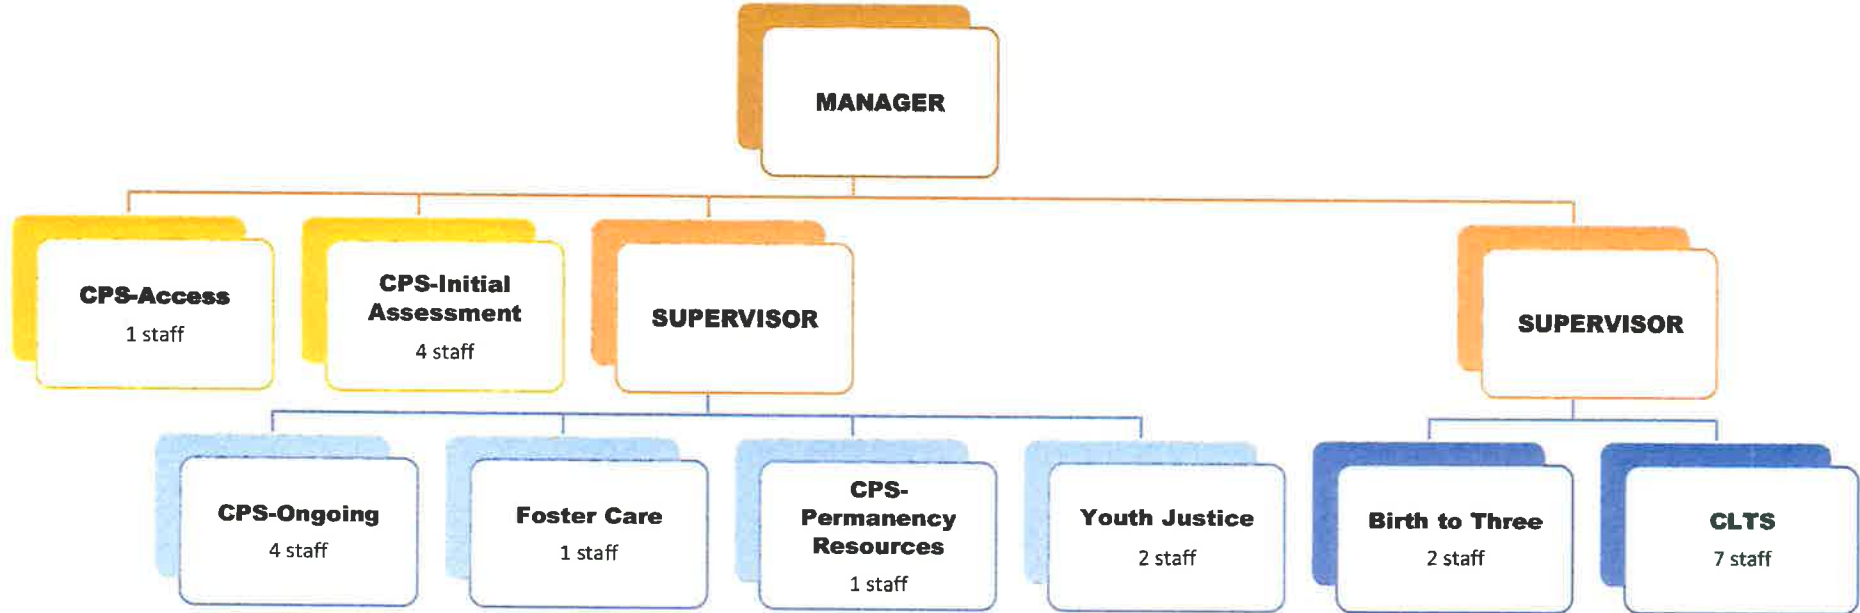 MANAGER
CPS-Access
1 staff
CPS-Initial
Assessment
4 staff
SUPERVISOR
SUPERVISOR
CPS-Ongoing
4 staff
Foster Care
1 staff
CPS-
Permanency
Resources
1 staff
Youth Justice
2 staff
Birth to Three
2 staff
CLTS
7 staff